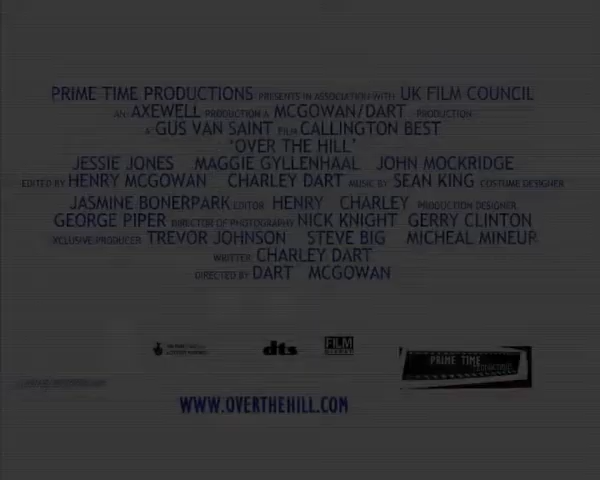 PRIME TIME PRODUCTIONS PRESENTS IN ASSOCIATION WITH UK FILM COUNCIL
AN AXEWELL PRODUCTION A MCGOWAN/DART PRODUCTION
A GUS VAN SAINT FILM CALLINGTON BEST
'OVER THE HILL'
JESSIE JONES MAGGIE GYLLENHAAL JOHN MOCKRIDGE
EDITED BY HENRY MCGOWAN CHARLEY DART MUSIC BY SEAN KING COSTUME DESIGNER
JASMINE BONERPARK EDITOR HENRY CHARLEY PRODUCTION DESIGNER
GEORGE PIPER DIRECTOR OF PHOTOGRAPHY NICK KNIGHT GERRY CLINTON
XCLUSIVE PRODUCER TREVOR JOHNSON STEVE BIG MICHEAL MINEUR
WRITTEN CHARLEY DART
DIRECTED BY DART MCGOWAN
dts
FILM
PRIME TIME
WWW.OVERTHEHILL.COM